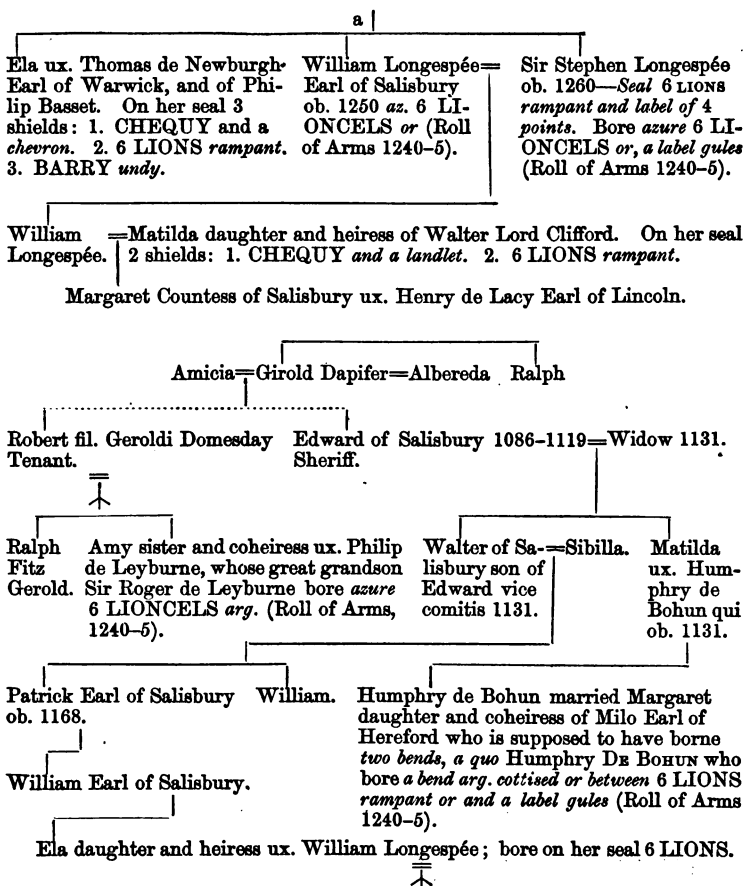 a
Ela ux. Thomas de Newburgh
Earl of Warwick, and of Phi-
lip Basset. On her seal 3
shields: 1. CHEQUY and a
chevron. 2. 6 LIONS rampant.
3. BARRY undy.
William Longespée=
Earl of Salisbury
ob. 1250 az. 6 LI-
ONCELS or (Roll
of Arms 1240–5).
Sir Stephen Longespée
ob. 1260—Seal 6 LIONS
rampant and label of 4
points. Bore azure 6 LI-
ONCELS or, a label gules
(Roll of Arms 1240–5).
William =Matilda daughter and heiress of Walter Lord Clifford. On her seal
Longespée. 2 shields: 1. CHEQUY and a landlet. 2. 6 LIONS rampant.
Margaret Countess of Salisbury ux. Henry de Lacy Earl of Lincoln.
Amicia=Girold Dapifer=Albereda Ralph
Robert fil. Geroldi Domesday
Tenant.
Edward of Salisbury 1086–1119=Widow 1131.
Sheriff.
Ralph
Fitz
Gerold.
Amy sister and coheiress ux. Philip
de Leyburne, whose great grandson
Sir Roger de Leyburne bore azure
6 LIONCELS arg. (Roll of Arms,
1240–5).
Walter of Sa-=Sibilla.
lisbury son of
Edward vice
comitis 1131.
Matilda
ux. Hum-
phry de
Bohun qui
ob. 1131.
Patrick Earl of Salisbury William.
ob. 1168.
Humphry de Bohun married Margaret
daughter and coheiress of Milo Earl of
Hereford who is supposed to have borne
two bends, a quo Humphry DE BOHUN who
bore a bend arg. cottised or between 6 LIONS
rampant or and a label gules (Roll of Arms
1240–5).
William Earl of Salisbury.
Ela daughter and heiress ux. William Longespée; bore on her seal 6 LIONS.